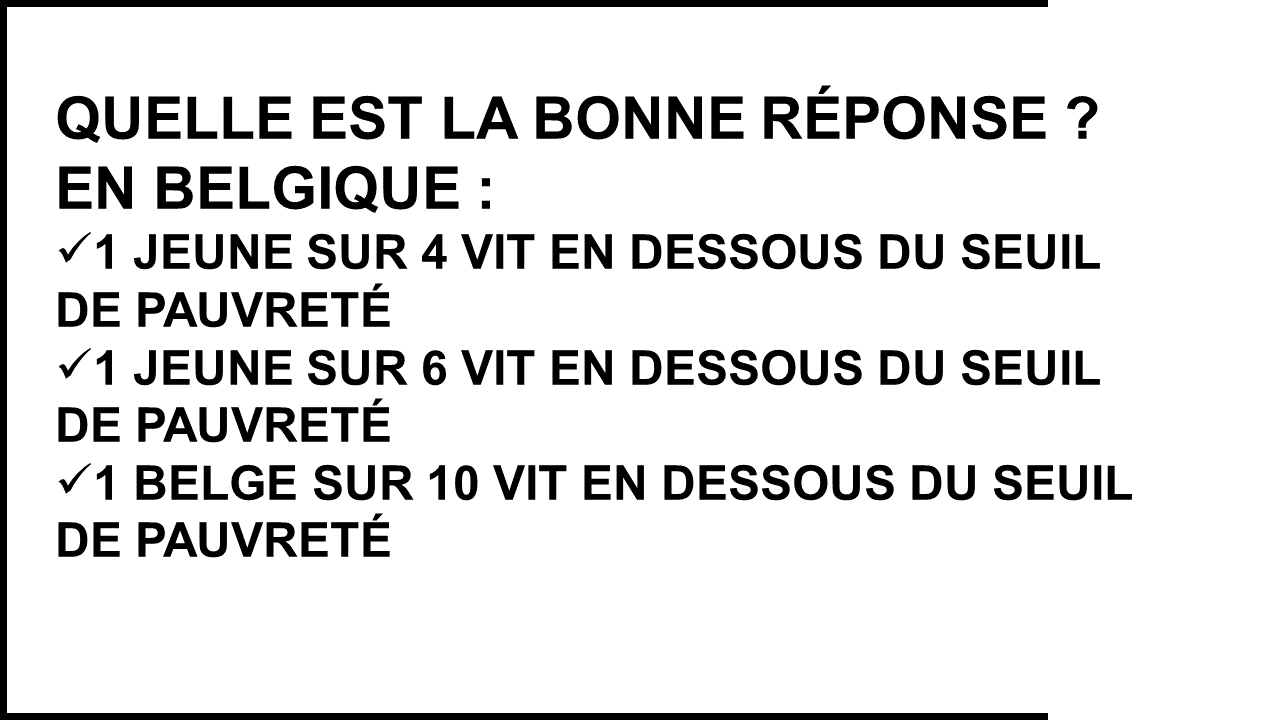 QUELLE EST LA BONNE RÉPONSE ?
EN BELGIQUE :
✓1 JEUNE SUR 4 VIT EN DESSOUS DU SEUIL
DE PAUVRETÉ
✓1 JEUNE SUR 6 VIT EN DESSOUS DU SEUIL
DE PAUVRETÉ
✓1 BELGE SUR 10 VIT EN DESSOUS DU SEUIL
DE PAUVRETÉ